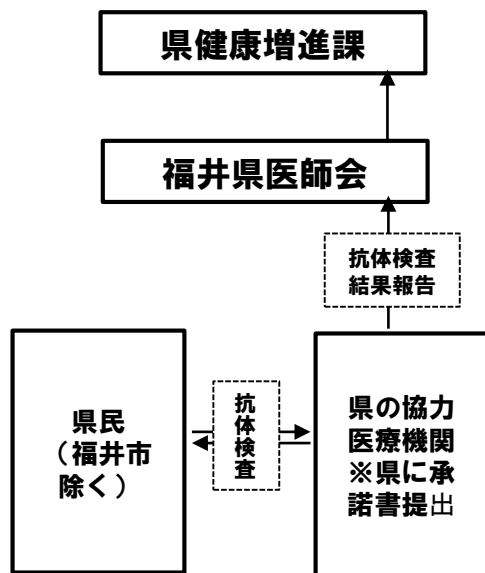 県健康増進課
福井県医師会
抗体検査
結果報告
県民
（福井市
除く）
抗体検査
県の協力
医療機関
※県に承
諾書提出